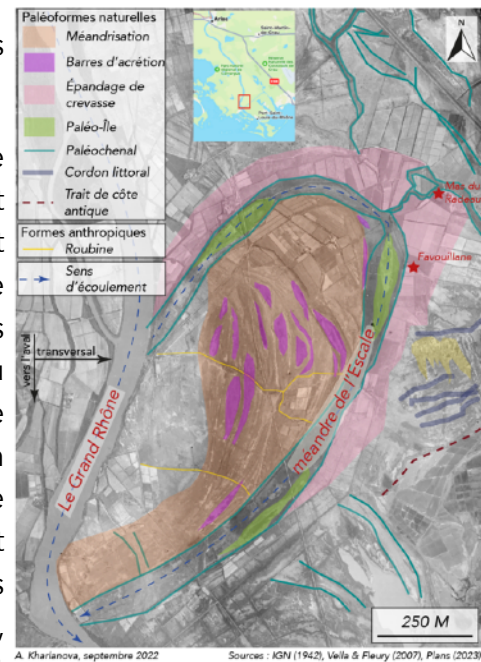 Paléoformes naturelles
Méandrisation
Barres d'acrétion
Épandage de
crevasse
Paléo-Île
Paléochenal
Cordon littoral
Trait de côte
antique
Formes anthropiques
Roubine
Sens
d'écoulement
Arles
N
Mas du
Radeau
Favouillane
vers l'aval
transversal
Le Grand Rhône
méandre de l'Escale
250 M
A. Kharlanova, septembre 2022
Sources : IGN (1942), Vella & Fleury (2007), Plans (2023)